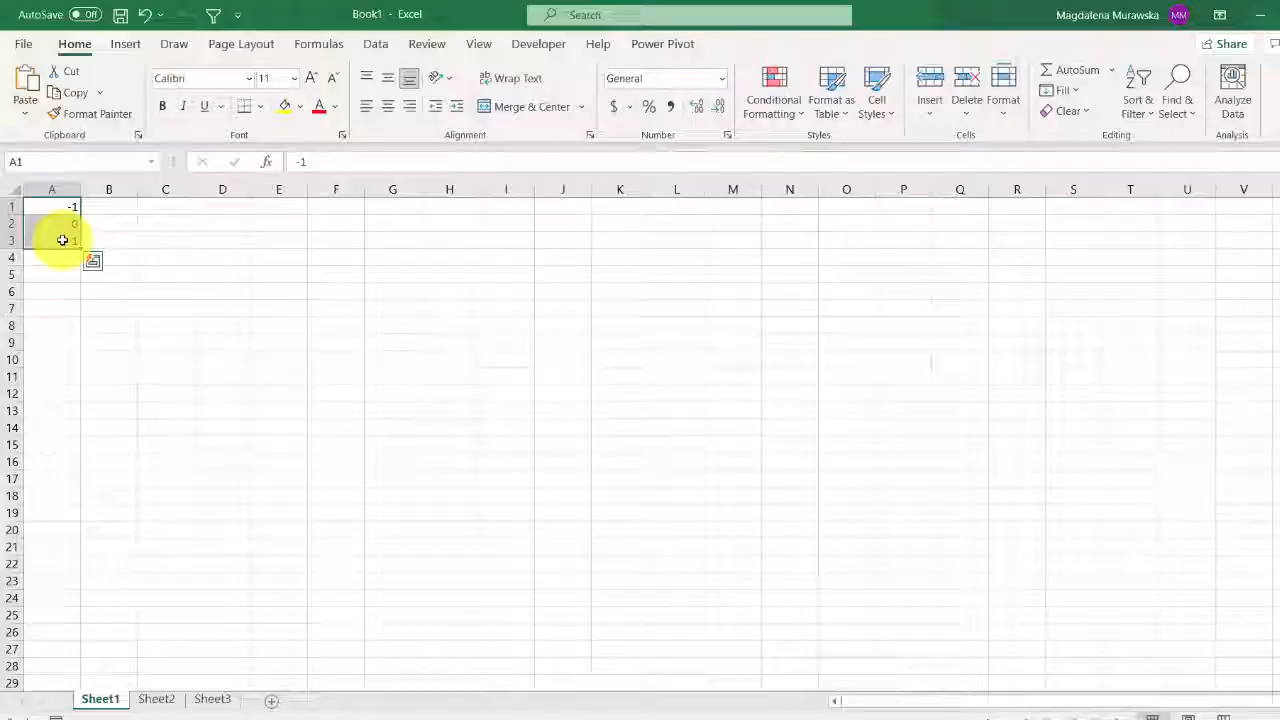 AutoSave Off Book1 - Excel Search Magdalena Murawska MM
File Home Insert Draw Page Layout Formulas Data Review View Developer Help Power Pivot Share
Paste
Cut
Copy
Format Painter
Clipboard
Calibri 11
B I U
Font
Wrap Text
Merge & Center
Alignment
General
$ % ,
Number
Conditional Formatting
Format as Table
Cell Styles
Styles
Insert Delete Format
Cells
AutoSum
Fill
Clear
Sort & Filter
Find & Select
Editing
Analyze Data
Analysis
A1 fx -1
A B C D E F G H I J K L M N O P Q R S T U V
1 -1
2 0
3 1
4
5
6
7
8
9
10
11
12
13
14
15
16
17
18
19
20
21
22
23
24
25
26
27
28
29
Sheet1 Sheet2 Sheet3